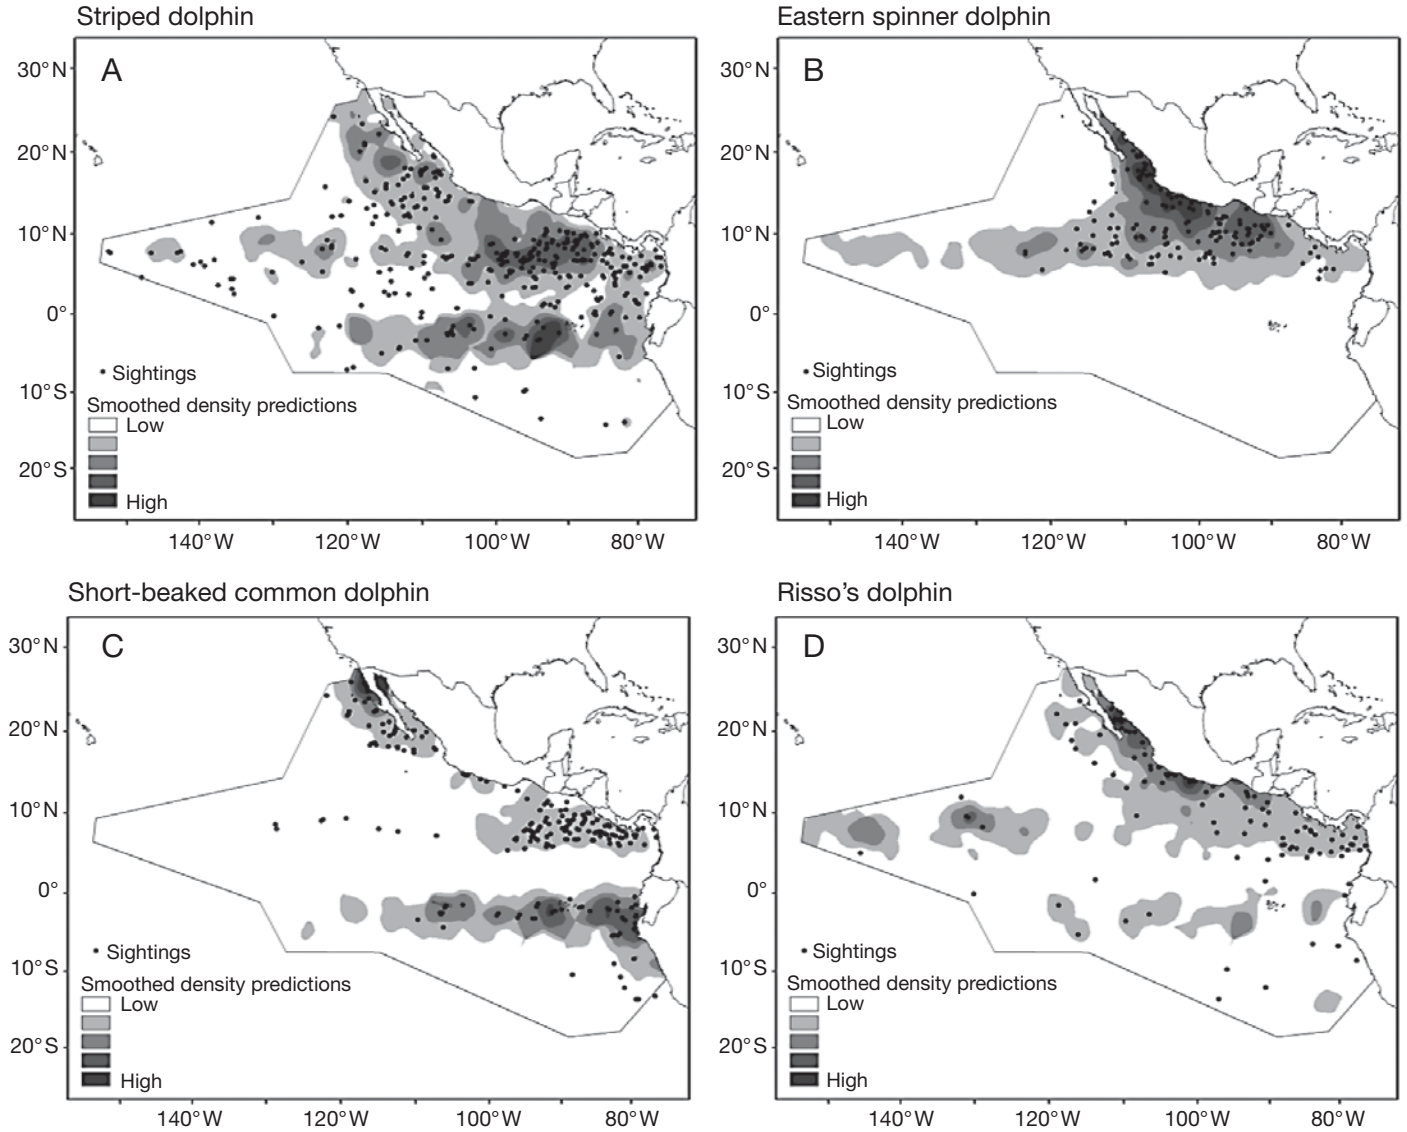 Striped dolphin
A
30°N
20°N
10°N
0°
10°S
20°S
Sightings
Smoothed density predictions
Low
High
140°W 120°W 100°W 80°W
Eastern spinner dolphin
B
30°N
20°N
10°N
0°
10°S
20°S
Sightings
Smoothed density predictions
Low
High
140°W 120°W 100°W 80°W
Short-beaked common dolphin
C
30°N
20°N
10°N
0°
10°S
20°S
Sightings
Smoothed density predictions
Low
High
140°W 120°W 100°W 80°W
Risso's dolphin
D
30°N
20°N
10°N
0°
10°S
20°S
Sightings
Smoothed density predictions
Low
High
140°W 120°W 100°W 80°W